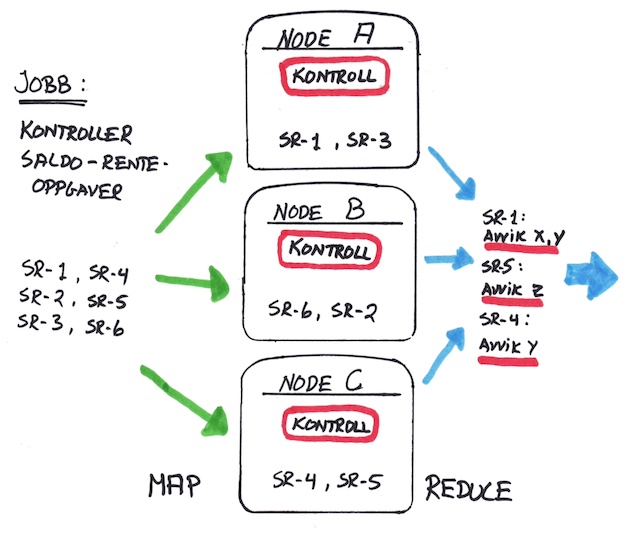 JOBB:
KONTROLLER
SALDO-RENTE-
OPPGAVER
SR-1, SR-4
SR-2, SR-5
SR-3, SR-6
MAP
NODE A
KONTROLL
SR-1, SR-3
NODE B
KONTROLL
SR-6, SR-2
NODE C
KONTROLL
SR-4, SR-5
REDUCE
SR-1:
AVVIK X,Y
SR-5:
AVVIK Z
SR-4:
AVVIK Y